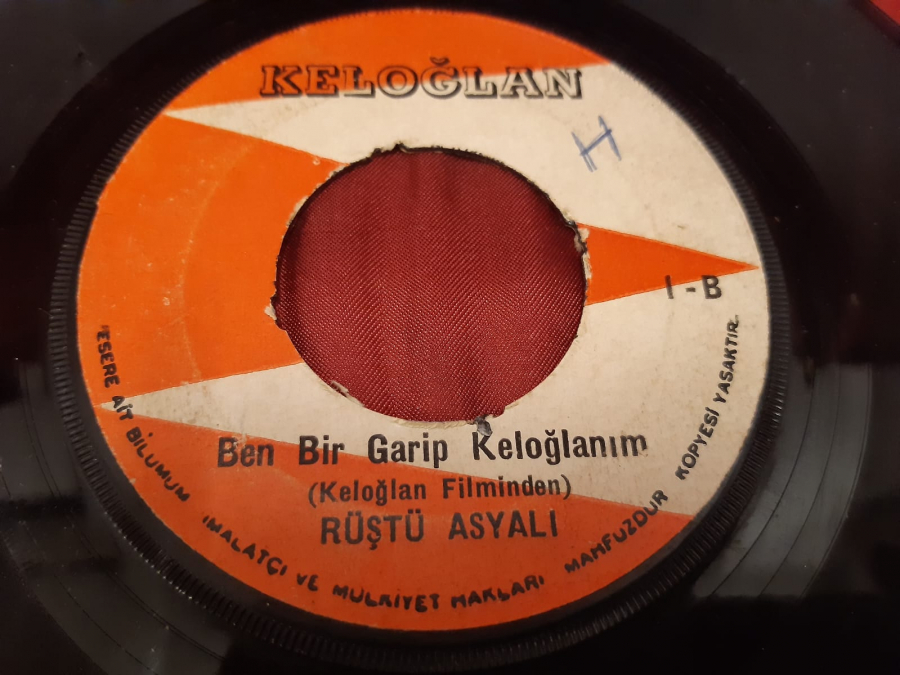 KELOĞLAN
H
I - B
Ben Bir Garip Keloğlanım
(Keloğlan Filminden)
RÜŞTÜ ASYALI
ESERE AİT BİLUMUM İMALATÇI VE MÜLKİYET HAKLARI MAHFUZDUR KOPYESİ YASAKTIR.